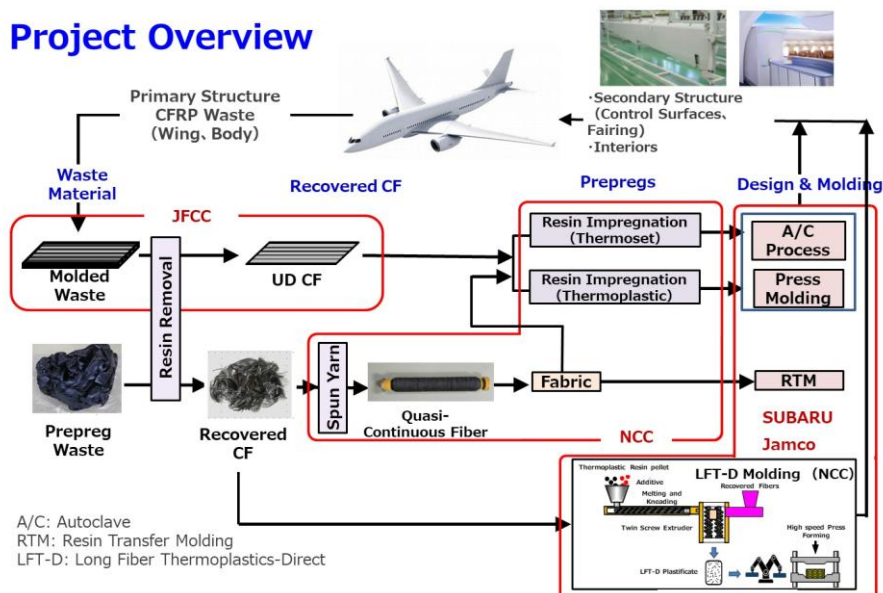 Project Overview
Primary Structure
CFRP Waste
(Wing、Body)
・Secondary Structure
(Control Surfaces、
Fairing)
・Interiors
Waste
Material
Recovered CF
Prepregs
Design & Molding
JFCC
Molded
Waste
Resin Removal
UD CF
Resin Impregnation
(Thermoset)
Resin Impregnation
(Thermoplastic)
A/C
Process
Press
Molding
Prepreg
Waste
Recovered
CF
Spun Yarn
Quasi-
Continuous Fiber
Fabric
RTM
NCC
SUBARU
Jamco
LFT-D Molding (NCC)
Thermoplastic Resin pellet
Additive
Melting and
Kneading
Recovered Fibers
Twin Screw Extruder
High speed Press
Forming
LFT-D Plastificate
A/C: Autoclave
RTM: Resin Transfer Molding
LFT-D: Long Fiber Thermoplastics-Direct